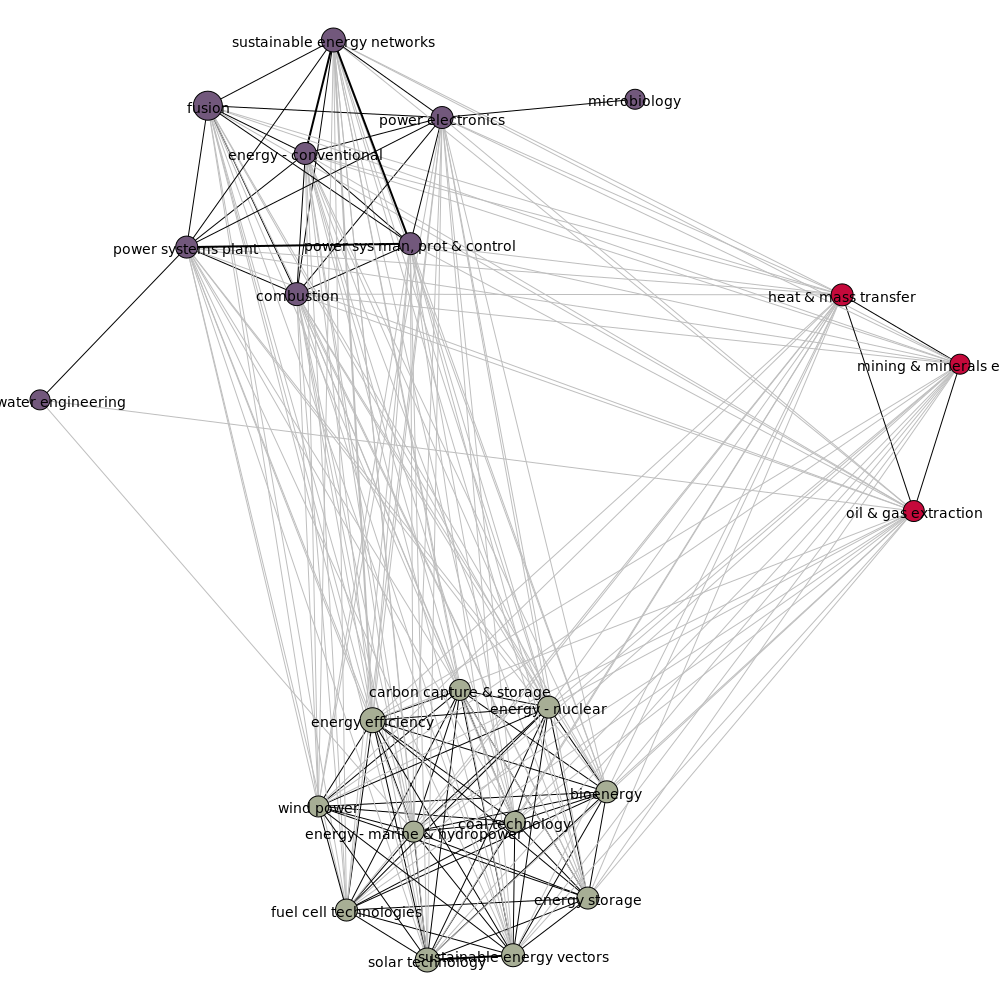 sustainable energy networks
fusion
microbiology
power electronics
energy - conventional
power systems plant
power sys man, prot & control
combustion
heat & mass transfer
mining & minerals e
water engineering
oil & gas extraction
carbon capture & storage
energy - nuclear
energy efficiency
bioenergy
wind power
coal technology
energy - marine & hydropower
energy storage
fuel cell technologies
sustainable energy vectors
solar technology